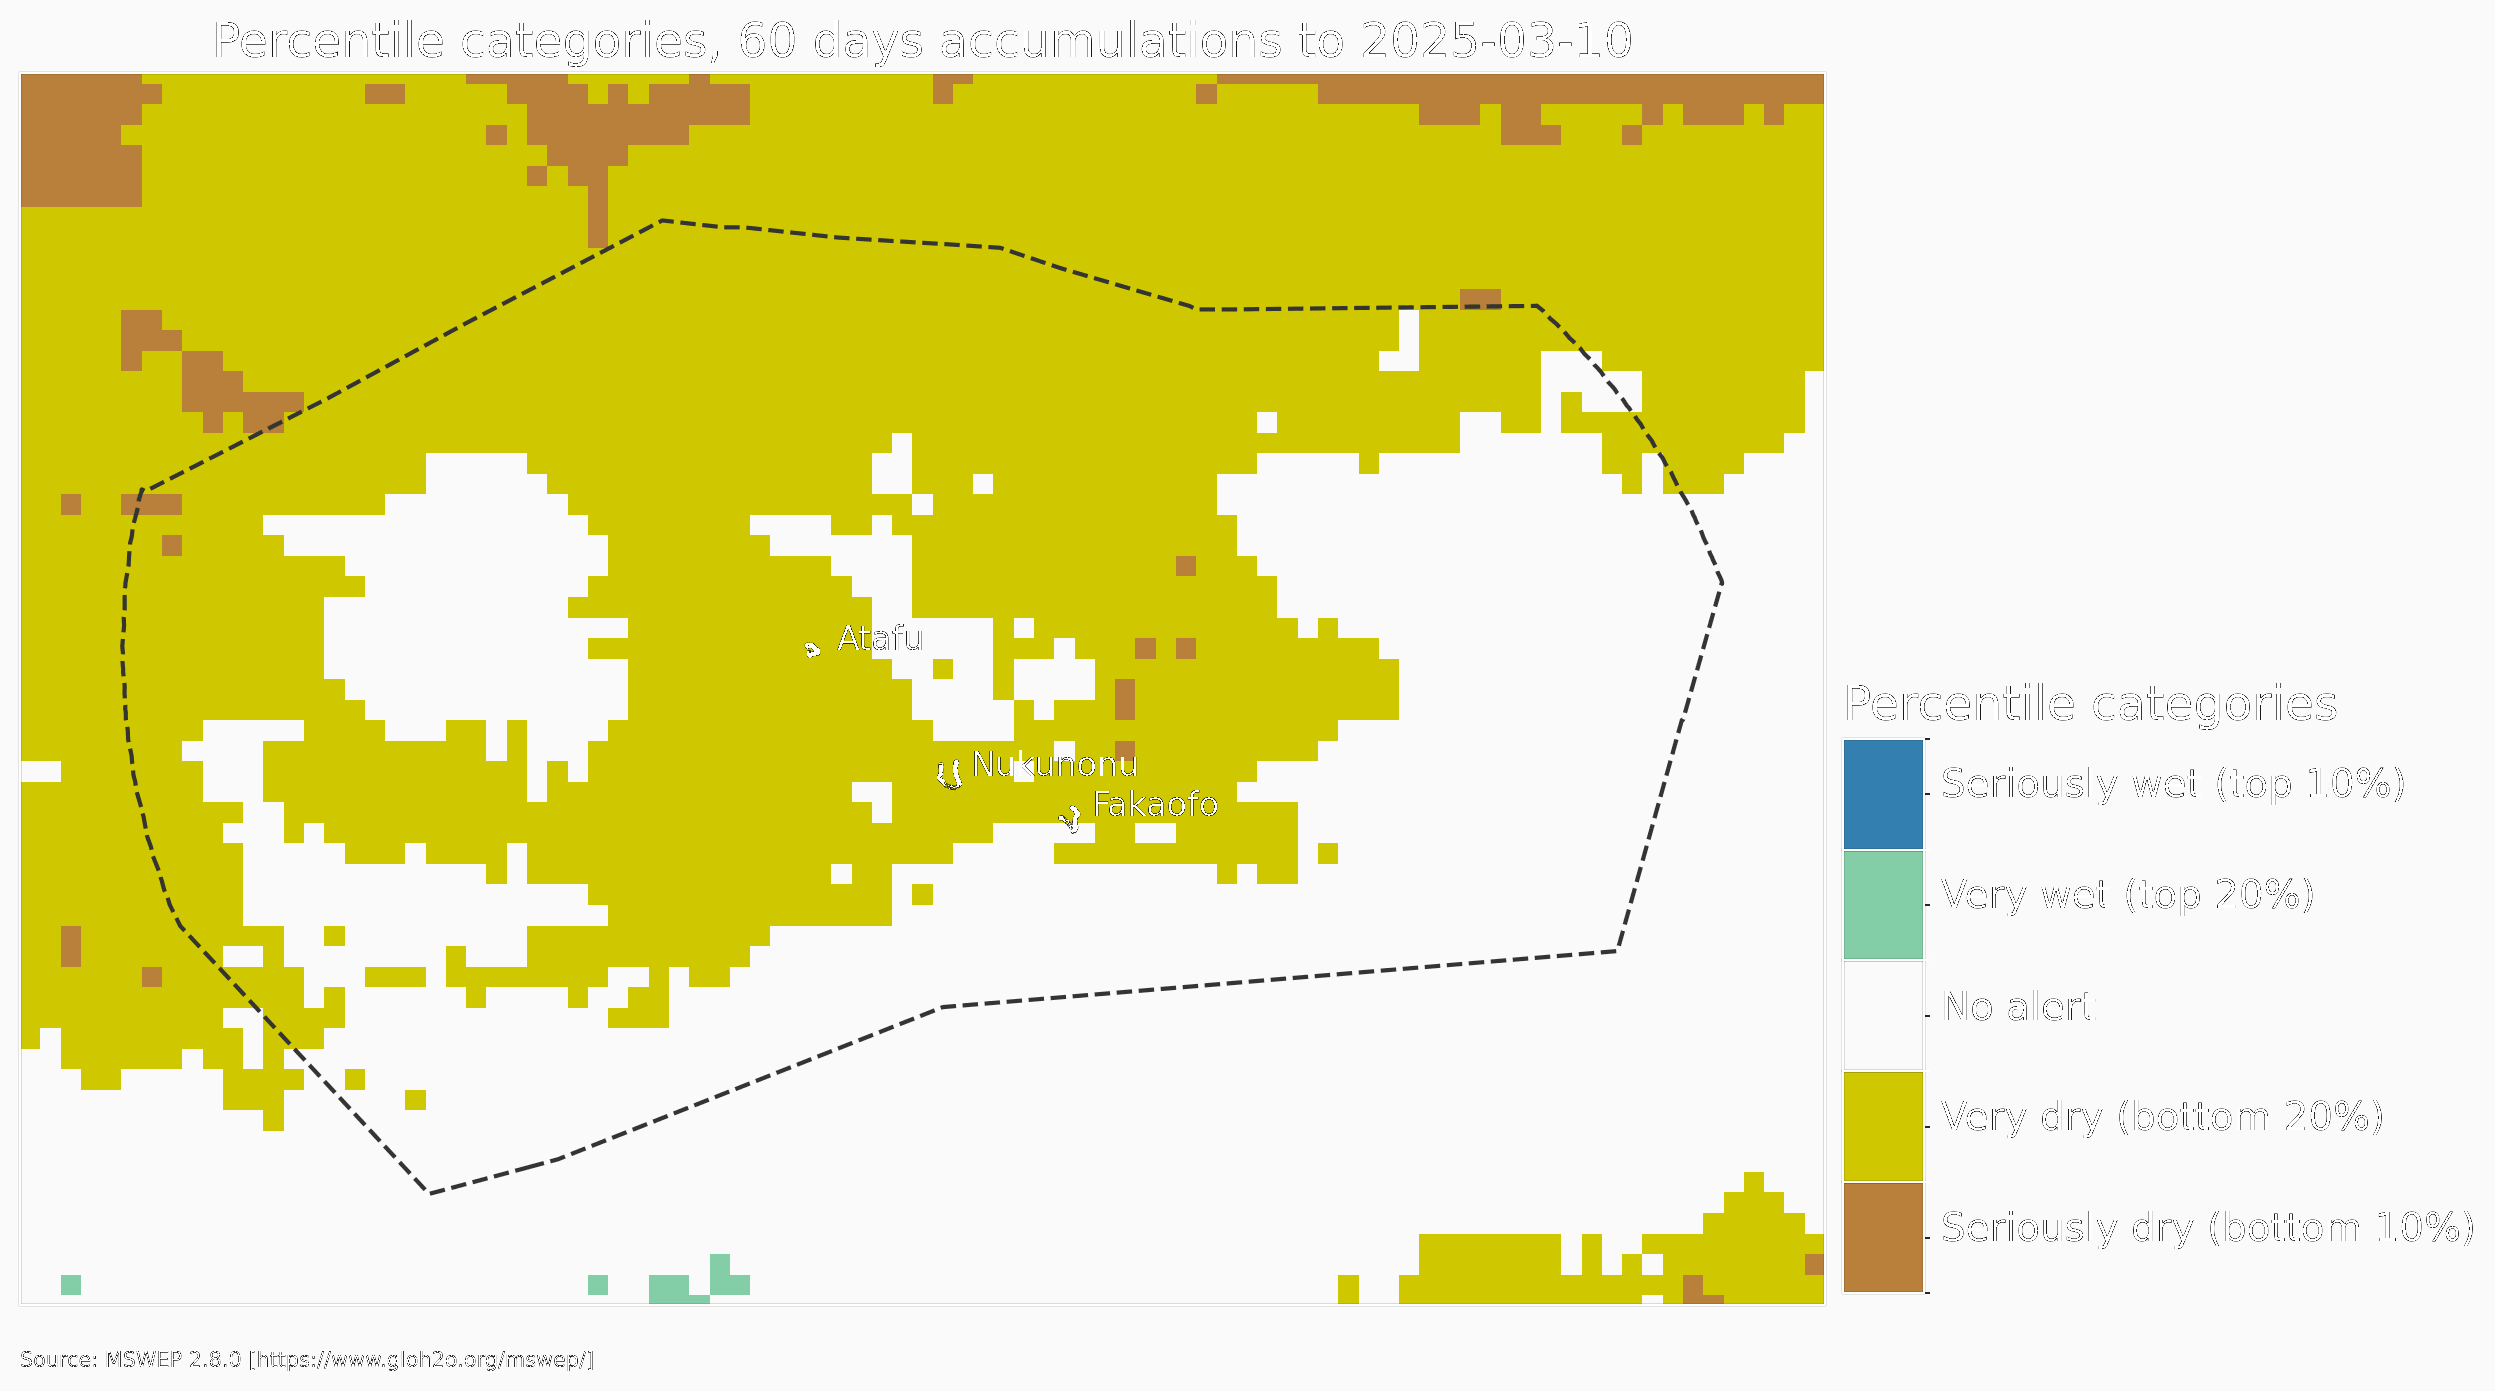 Percentile categories, 60 days accumulations to 2025-03-10
Atafu
Nukunonu
Fakaofo
Percentile categories
Seriously wet (top 10%)
Very wet (top 20%)
No alert
Very dry (bottom 20%)
Seriously dry (bottom 10%)
Source: MSWEP 2.8.0 [https://www.gloh2o.org/mswep/]